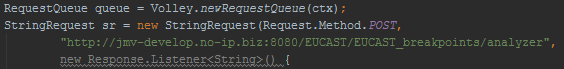 RequestQueue queue = Volley.newRequestQueue(ctx);
StringRequest sr = new StringRequest(Request.Method.POST,
"http://jmv-develop.no-ip.biz:8080/EUCAST/EUCAST_breakpoints/analyzer",
new Response.Listener<String>() {